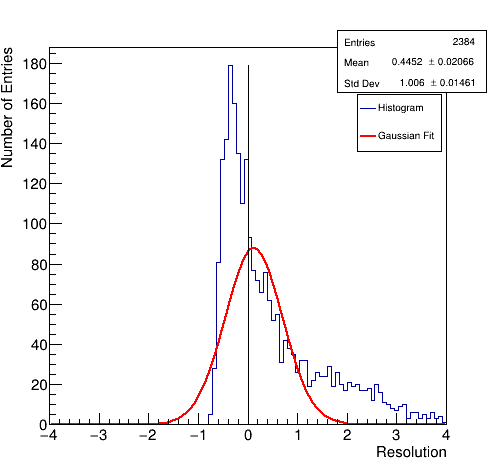 Entries 2384
Mean 0.4452 ± 0.02066
Std Dev 1.006 ± 0.01461
Histogram
Gaussian Fit
Number of Entries
180
160
140
120
100
80
60
40
20
0
−4 −3 −2 −1 0 1 2 3 4
Resolution